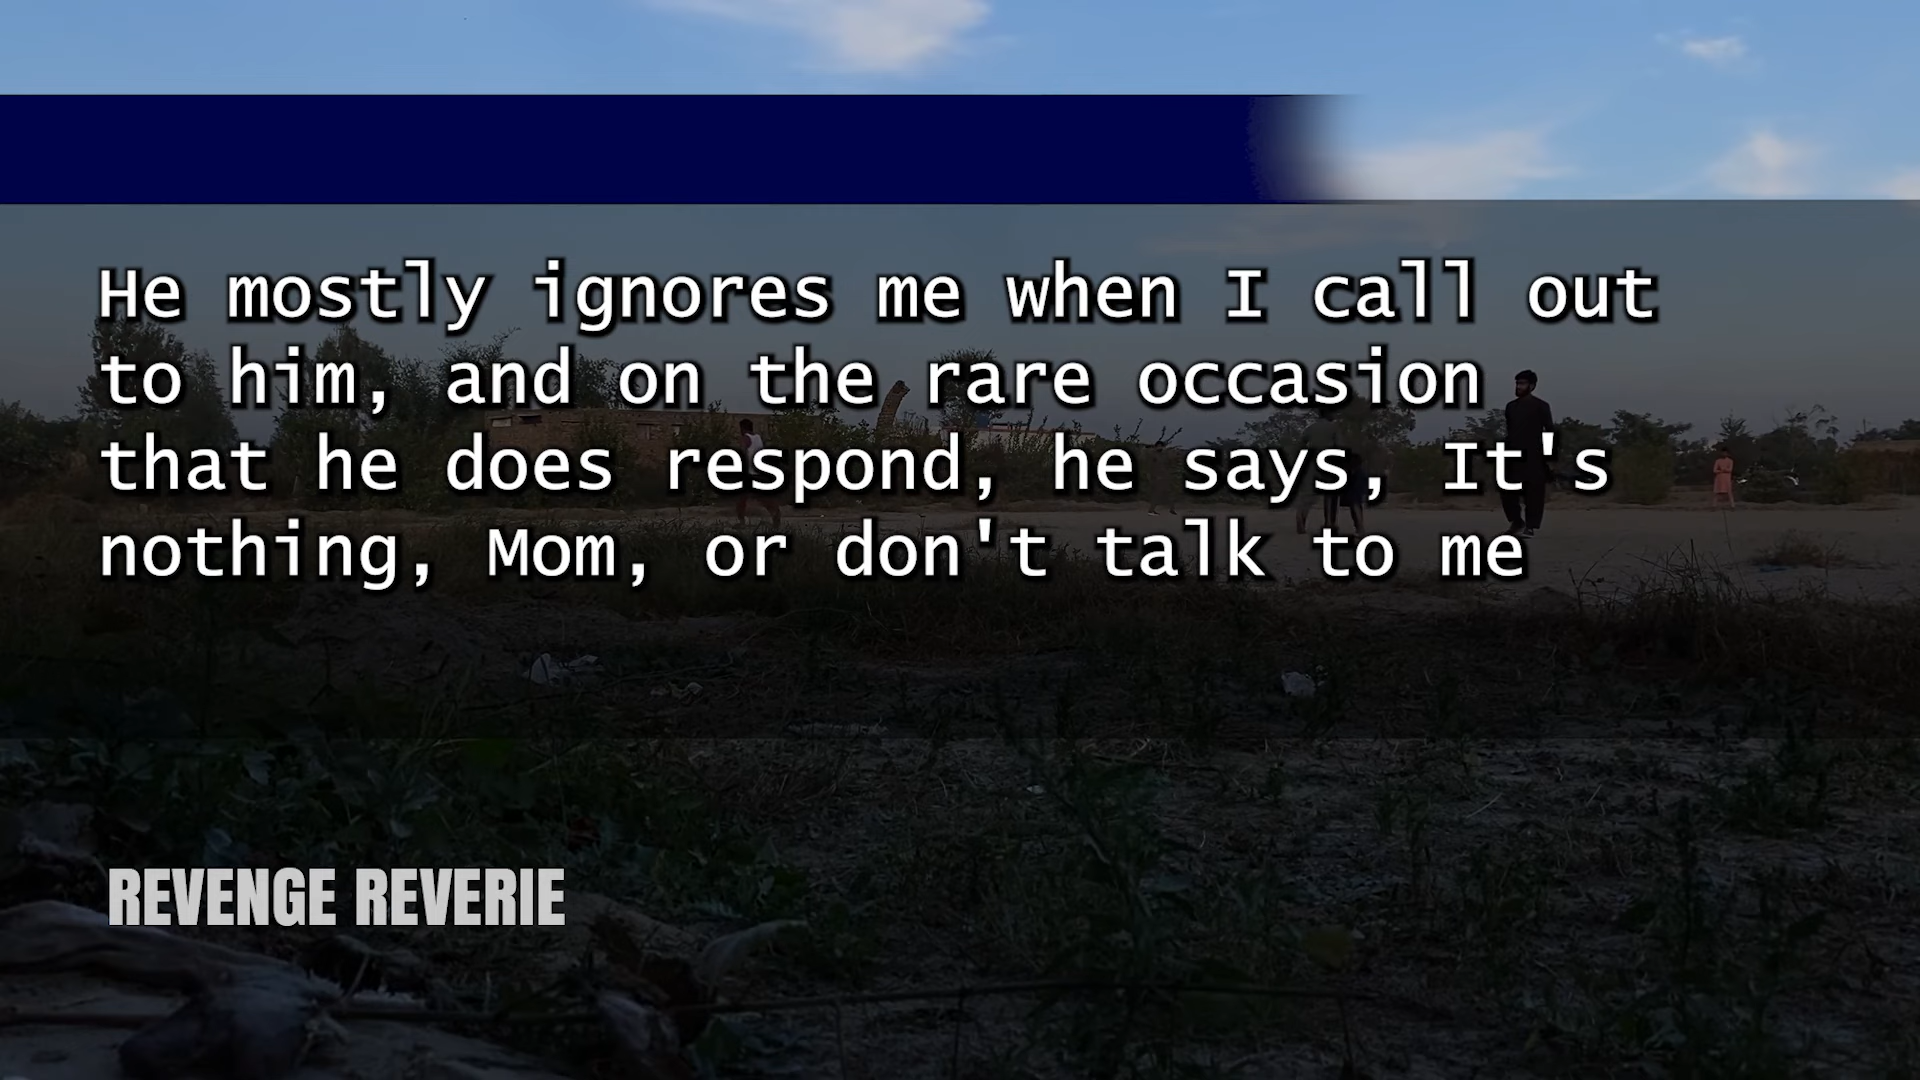 He mostly ignores me when I call out
to him, and on the rare occasion
that he does respond, he says, It's
nothing, Mom, or don't talk to me
REVENGE REVERIE